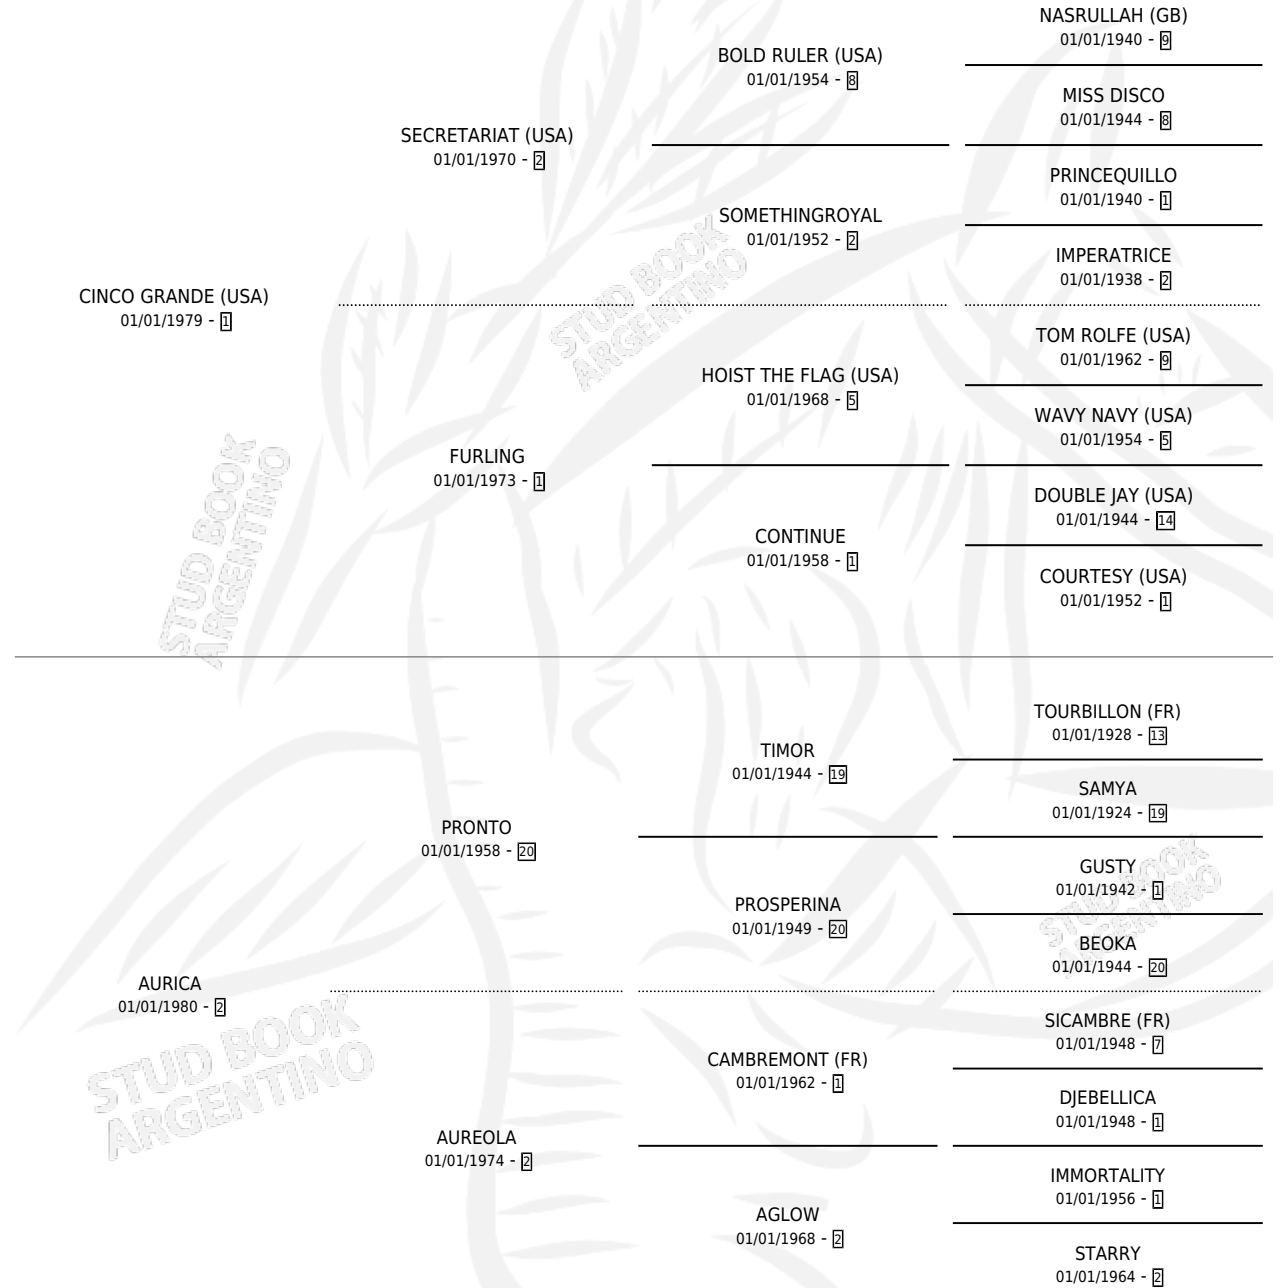 NASRULLAH (GB)
01/01/1940 - 9
BOLD RULER (USA)
01/01/1954 - 8
MISS DISCO
01/01/1944 - 8
SECRETARIAT (USA)
01/01/1970 - 2
PRINCEQUILLO
01/01/1940 - 1
SOMETHINGROYAL
01/01/1952 - 2
IMPERATRICE
01/01/1938 - 2
CINCO GRANDE (USA)
01/01/1979 - 1
TOM ROLFE (USA)
01/01/1962 - 9
HOIST THE FLAG (USA)
01/01/1968 - 5
WAVY NAVY (USA)
01/01/1954 - 5
FURLING
01/01/1973 - 1
DOUBLE JAY (USA)
01/01/1944 - 14
CONTINUE
01/01/1958 - 1
COURTESY (USA)
01/01/1952 - 1
TOURBILLON (FR)
01/01/1928 - 13
TIMOR
01/01/1944 - 19
SAMYA
01/01/1924 - 19
PRONTO
01/01/1958 - 20
GUSTY
01/01/1942 - 1
PROSPERINA
01/01/1949 - 20
BEOKA
01/01/1944 - 20
AURICA
01/01/1980 - 2
SICAMBRE (FR)
01/01/1948 - 7
CAMBREMONT (FR)
01/01/1962 - 1
DJEBELLICA
01/01/1948 - 1
AUREOLA
01/01/1974 - 2
IMMORTALITY
01/01/1956 - 1
AGLOW
01/01/1968 - 2
STARRY
01/01/1964 - 2
STUD BOOK
ARGENTINO
STUD BOOK
ARGENTINO
STUD BOOK
ARGENTINO
STUD BOOK
ARGENTINO